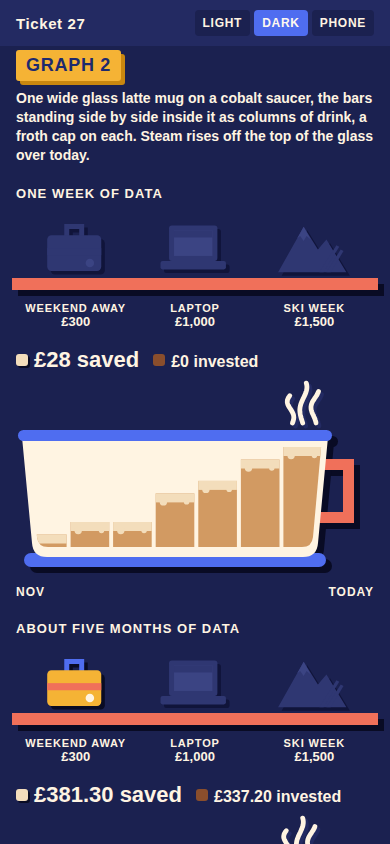 Ticket 27
LIGHT DARK PHONE
GRAPH 2
One wide glass latte mug on a cobalt saucer, the bars
standing side by side inside it as columns of drink, a
froth cap on each. Steam rises off the top of the glass
over today.
ONE WEEK OF DATA
WEEKEND AWAY LAPTOP SKI WEEK
£300 £1,000 £1,500
£28 saved £0 invested
NOV TODAY
ABOUT FIVE MONTHS OF DATA
WEEKEND AWAY LAPTOP SKI WEEK
£300 £1,000 £1,500
£381.30 saved £337.20 invested